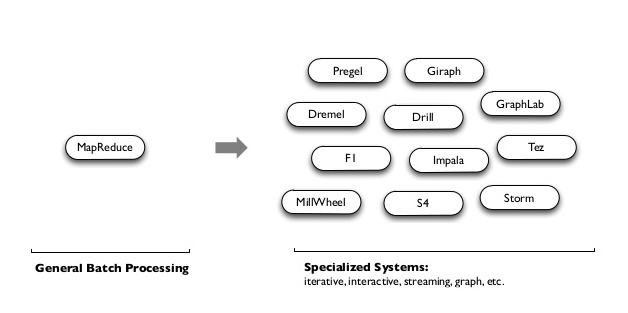 Pregel
Giraph
GraphLab
Dremel
Drill
MapReduce
Tez
F1
Impala
MillWheel
S4
Storm
General Batch Processing
Specialized Systems:
iterative, interactive, streaming, graph, etc.